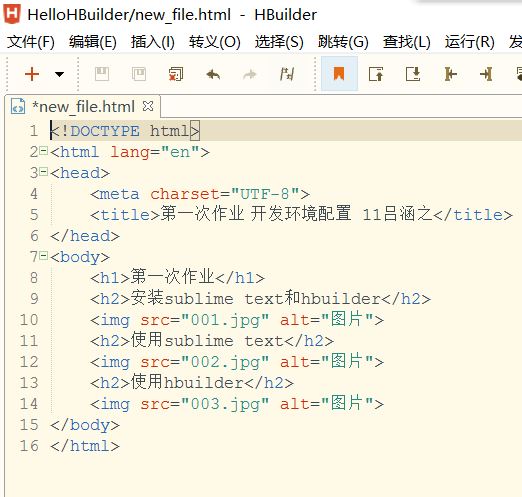 HelloHBuilder/new_file.html - HBuilder
文件(F) 编辑(E) 插入(I) 转义(O) 选择(S) 跳转(G) 查找(L) 运行(R)
*new_file.html
1 <!DOCTYPE html>
2 <html lang="en">
3 <head>
4 <meta charset="UTF-8">
5 <title>第一次作业 开发环境配置 11吕涵之</title>
6 </head>
7 <body>
8 <h1>第一次作业</h1>
9 <h2>安装sublime text和hbuilder</h2>
10 <img src="001.jpg" alt="图片">
11 <h2>使用sublime text</h2>
12 <img src="002.jpg" alt="图片">
13 <h2>使用hbuilder</h2>
14 <img src="003.jpg" alt="图片">
15 </body>
16 </html>